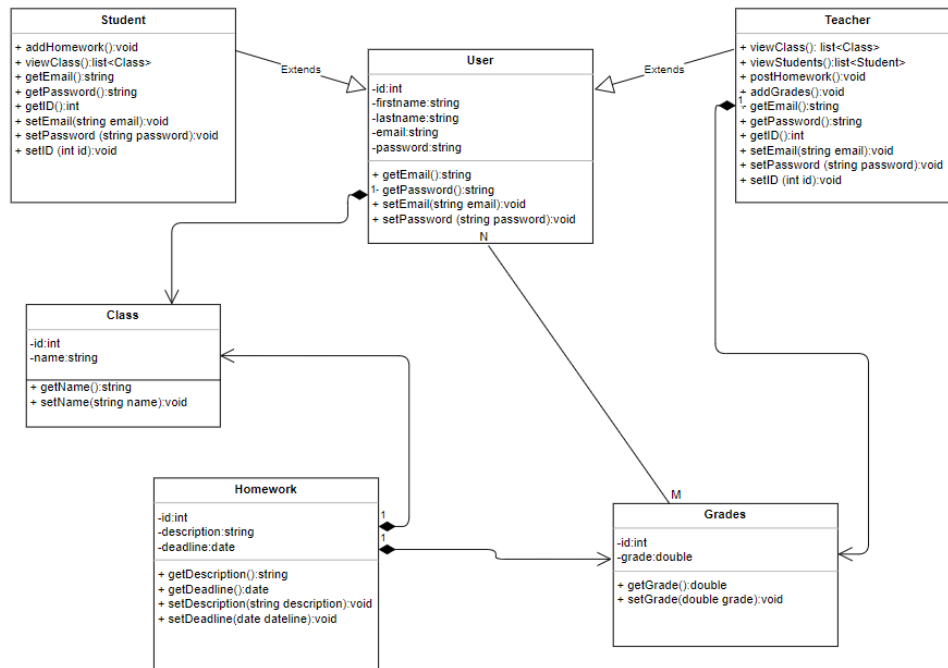 Student
+ addHomework():void
+ viewClass():list<Class>
+ getEmail():string
+ getPassword():string
+ getID():int
+ setEmail(string email):void
+ setPassword (string password):void
+ setID (int id):void
Extends
User
-id:int
-firstname:string
-lastname:string
-email:string
-password:string
+ getEmail():string
1
- getPassword():string
+ setEmail(string email):void
+ setPassword (string password):void
N
Extends
Teacher
+ viewClass(): list<Class>
+ viewStudents():list<Student>
+ postHomework():void
+ addGrades():void
1
- getEmail():string
+ getPassword():string
+ getID():int
+ setEmail(string email):void
+ setPassword (string password):void
+ setID (int id):void
Class
-id:int
-name:string
+ getName():string
+ setName(string name):void
Homework
-id:int
-description:string
-deadline:date
1
1
+ getDescription():string
+ getDeadline():date
+ setDescription(string description):void
+ setDeadline(date dateline):void
M
Grades
-id:int
-grade:double
+ getGrade():double
+ setGrade(double grade):void